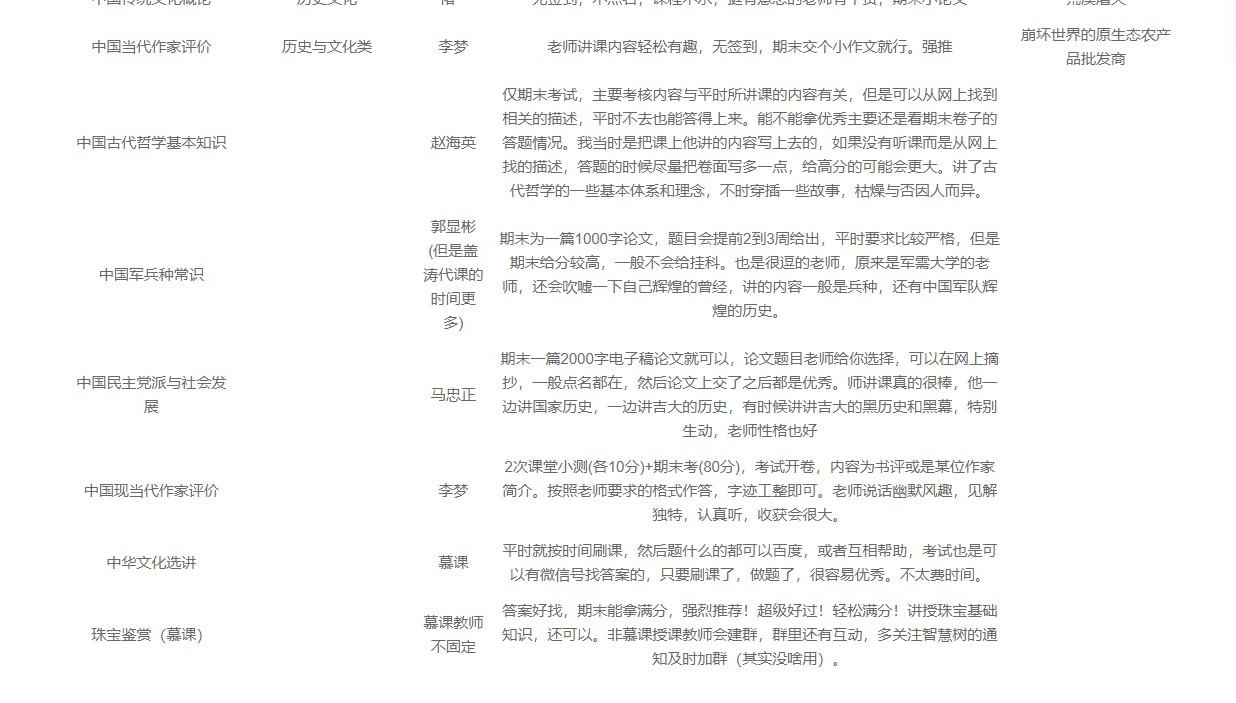 中国当代作家评价
历史与文化类
李梦
老师讲课内容轻松有趣，无签到，期末交个小作文就行。强推
崩坏世界的原生态农产
品批发商
中国古代哲学基本知识
赵海英
仅期末考试，主要考核内容与平时所讲课的内容有关，但是可以从网上找到
相关的描述，平时不去也能答得上来。能不能拿优秀主要还是看期末卷子的
答题情况。我当时是把课上他讲的内容写上去的，如果没有听课而是从网上
找的描述，答题的时候尽量把卷面写多一点，给高分的可能会更大。讲了古
代哲学的一些基本体系和理念，不时穿插一些故事，枯燥与否因人而异。
中国军兵种常识
郭显彬
(但是盖
涛代课的
时间更
多)
期末为一篇1000字论文，题目会提前2到3周给出，平时要求比较严格，但是
期末给分较高，一般不会给挂科。也是很逗的老师，原来是军需大学的老
师，还会吹嘘一下自己辉煌的曾经，讲的内容一般是兵种，还有中国军队辉
煌的历史。
中国民主党派与社会发
展
马忠正
期末一篇2000字电子稿论文就可以，论文题目老师给你选择，可以在网上摘
抄，一般点名都在，然后论文上交了之后都是优秀。师讲课真的很棒，他一
边讲国家历史，一边讲吉大的历史，有时候讲讲吉大的黑历史和黑幕，特别
生动，老师性格也好
中国现当代作家评价
李梦
2次课堂小测(各10分)+期末考(80分)，考试开卷，内容为书评或是某位作家
简介。按照老师要求的格式作答，字迹工整即可。老师说话幽默风趣，见解
独特，认真听，收获会很大。
中华文化选讲
慕课
平时就按时间刷课，然后题什么的都可以百度，或者互相帮助，考试也是可
以有微信号找答案的，只要刷课了，做题了，很容易优秀。不太费时间。
珠宝鉴赏（慕课）
慕课教师
不固定
答案好找，期末能拿满分，强烈推荐！超级好过！轻松满分！讲授珠宝基础
知识，还可以。非慕课授课教师会建群，群里还有互动，多关注智慧树的通
知及时加群（其实没啥用）。